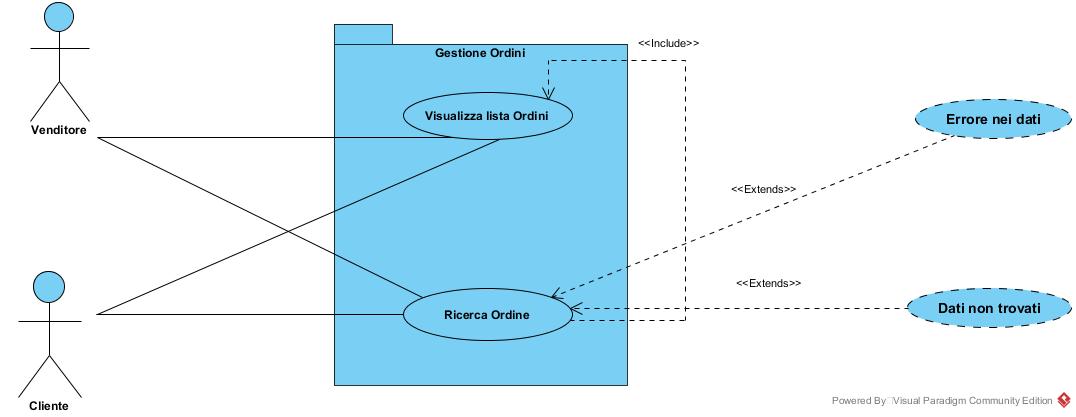 <<Include>>
Gestione Ordini
Visualizza lista Ordini
Errore nei dati
Venditore
<<Extends>>
<<Extends>>
Ricerca Ordine
Dati non trovati
Cliente
Powered By Visual Paradigm Community Edition